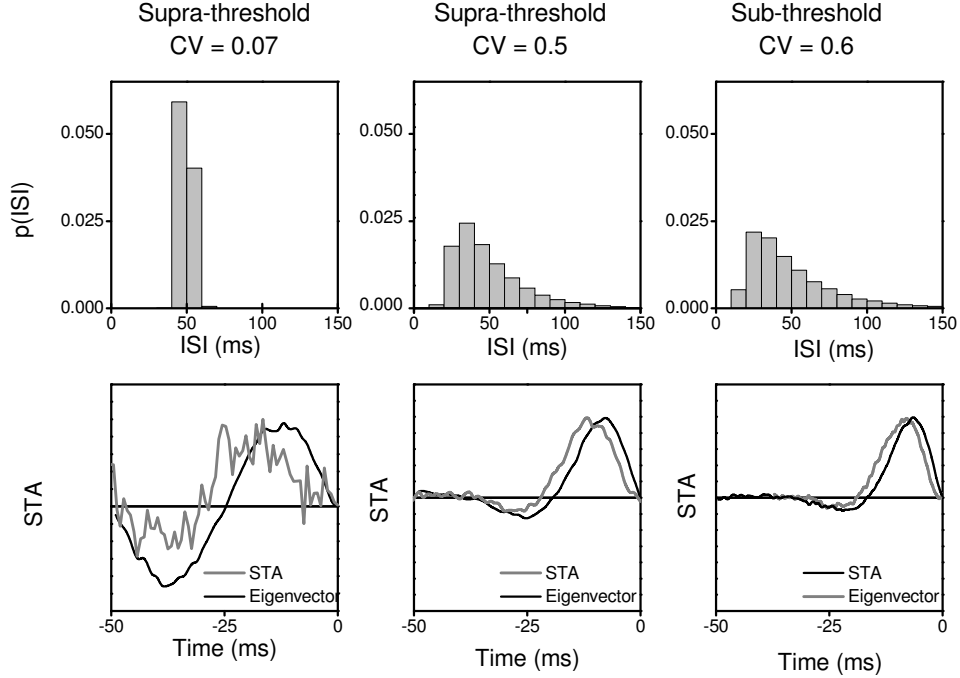 Supra-threshold
CV = 0.07
Supra-threshold
CV = 0.5
Sub-threshold
CV = 0.6
p(ISI)
0.050
0.025
0.000
0 50 100 150
ISI (ms)
0.050
0.025
0.000
0 50 100 150
ISI (ms)
0.050
0.025
0.000
0 50 100 150
ISI (ms)
STA
STA
Eigenvector
-50 -25 0
Time (ms)
STA
STA
Eigenvector
-50 -25 0
Time (ms)
STA
STA
Eigenvector
-50 -25 0
Time (ms)